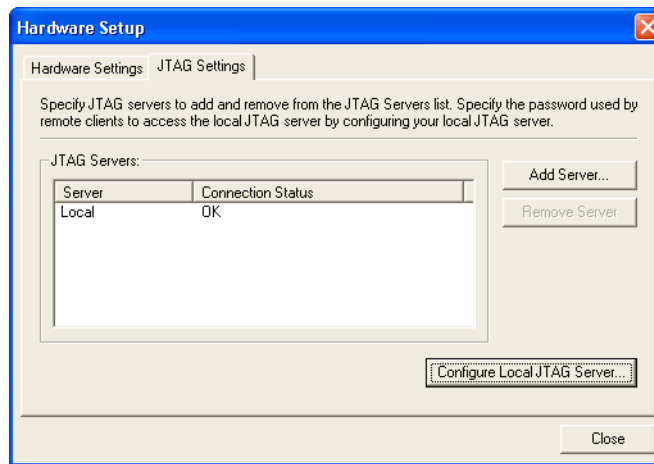 Hardware Setup
Hardware Settings JTAG Settings
Specify JTAG servers to add and remove from the JTAG Servers list. Specify the password used by
remote clients to access the local JTAG server by configuring your local JTAG server.
JTAG Servers:
Server Connection Status
Local OK
Add Server...
Remove Server
Configure Local JTAG Server...
Close